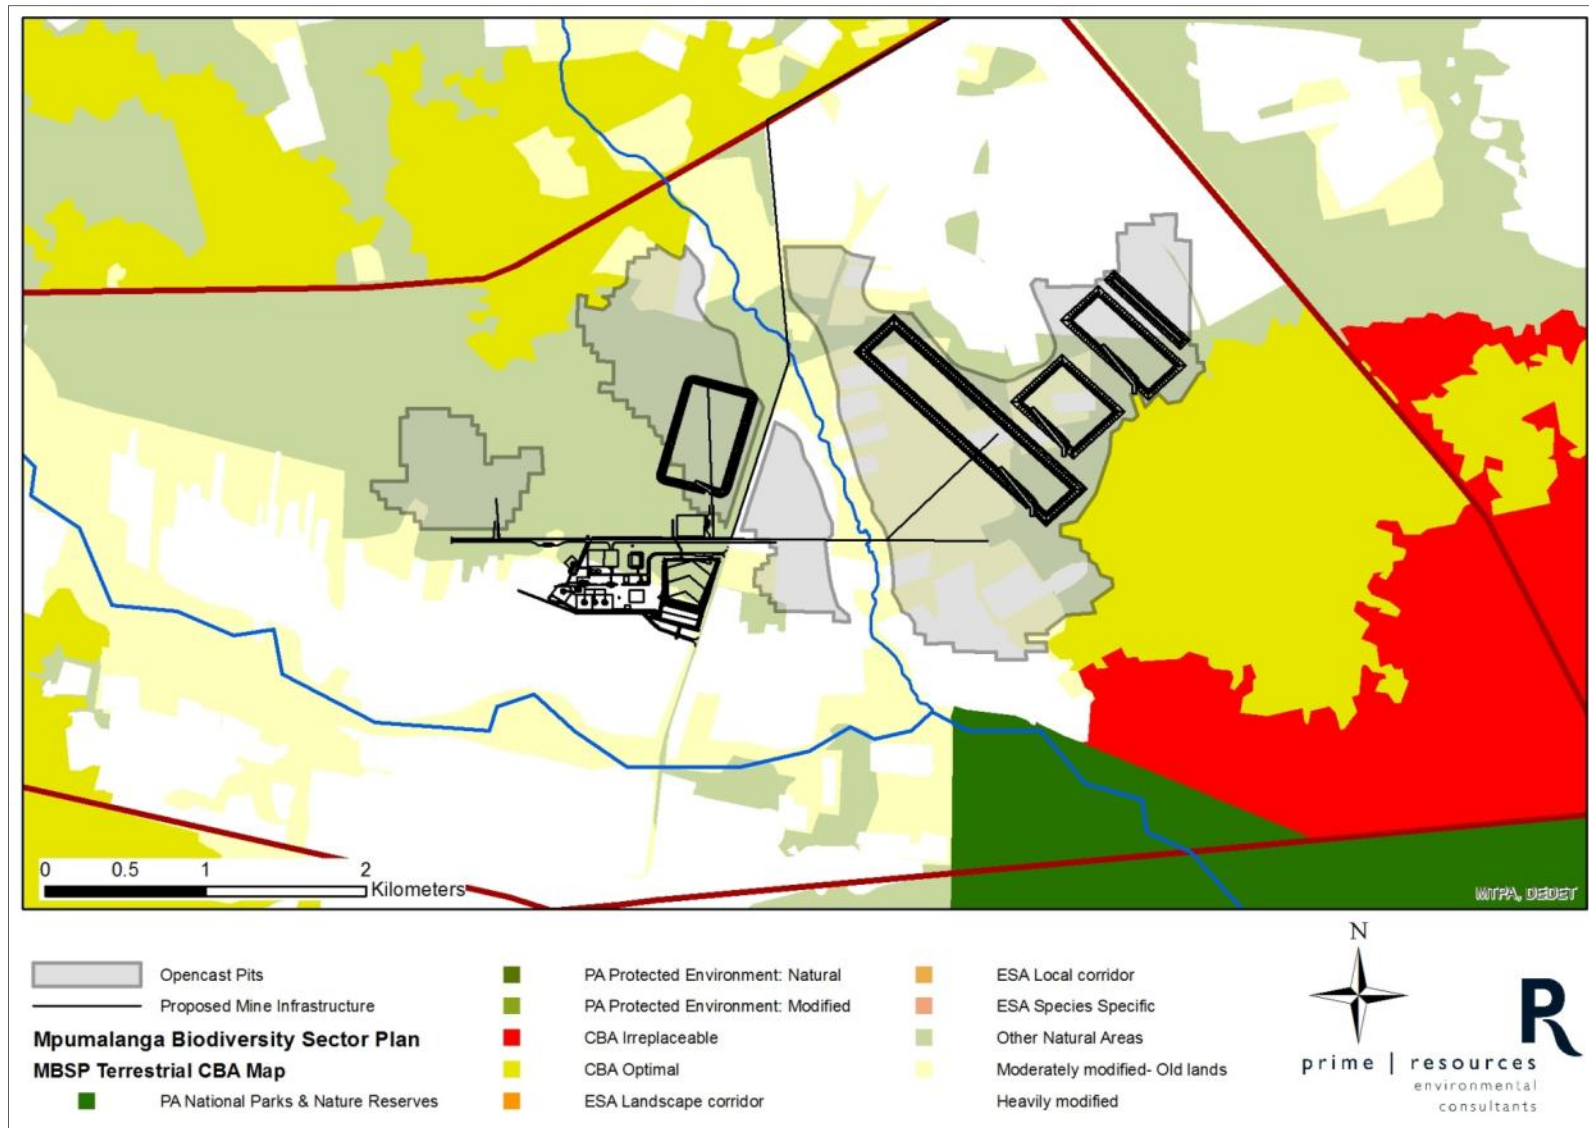 0 0.5 1 2
Kilometers
MTPA, DEDET
Opencast Pits
Proposed Mine Infrastructure
Mpumalanga Biodiversity Sector Plan
MBSP Terrestrial CBA Map
PA National Parks & Nature Reserves
PA Protected Environment: Natural
PA Protected Environment: Modified
CBA Irreplaceable
CBA Optimal
ESA Landscape corridor
ESA Local corridor
ESA Species Specific
Other Natural Areas
Moderately modified- Old lands
Heavily modified
N
PR
prime | resources
environmental
consultants